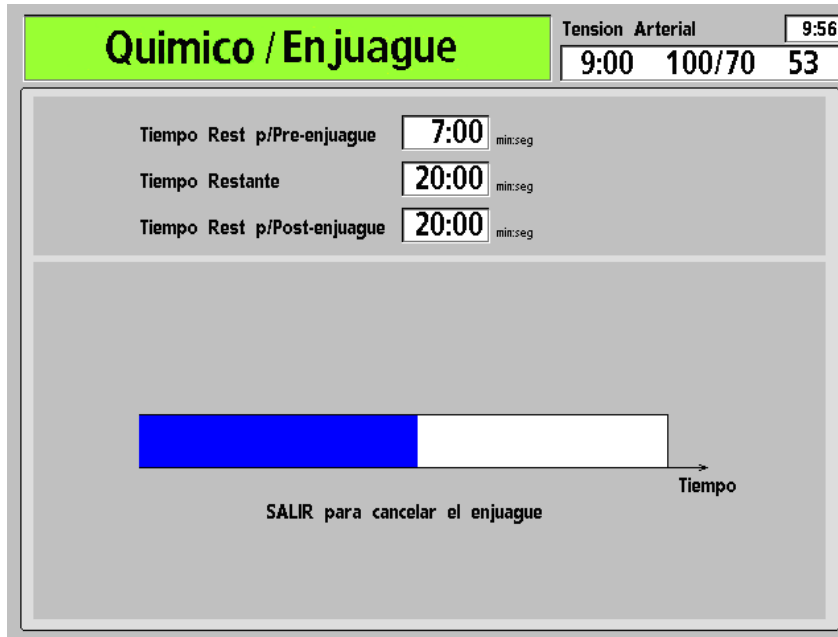 Quimico / Enjuague
Tension Arterial
9:56
9:00 100/70 53
Tiempo Rest p/Pre-enjuague 7:00 min:seg
Tiempo Restante 20:00 min:seg
Tiempo Rest p/Post-enjuague 20:00 min:seg
Tiempo
SALIR para cancelar el enjuague